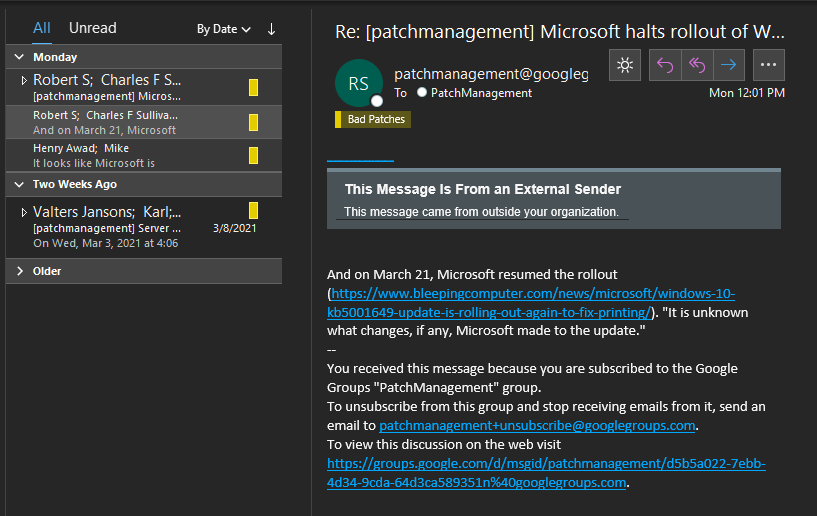 All Unread By Date
Monday
Robert S; Charles F S...
[patchmanagement] Micros...
Robert S; Charles F Sulliva...
And on March 21, Microsoft
Henry Awad; Mike
It looks like Microsoft is
Two Weeks Ago
Valters Jansons; Karl;...
[patchmanagement] Server ... 3/8/2021
On Wed, Mar 3, 2021 at 4:06
Older
Re: [patchmanagement] Microsoft halts rollout of W...
RS
patchmanagement@googleg
To PatchManagement
Mon 12:01 PM
Bad Patches
This Message Is From an External Sender
This message came from outside your organization.
And on March 21, Microsoft resumed the rollout
(https://www.bleepingcomputer.com/news/microsoft/windows-10-
kb5001649-update-is-rolling-out-again-to-fix-printing/). "It is unknown
what changes, if any, Microsoft made to the update."
--
You received this message because you are subscribed to the Google
Groups "PatchManagement" group.
To unsubscribe from this group and stop receiving emails from it, send an
email to patchmanagement+unsubscribe@googlegroups.com.
To view this discussion on the web visit
https://groups.google.com/d/msgid/patchmanagement/d5b5a022-7ebb-
4d34-9cda-64d3ca589351n%40googlegroups.com.